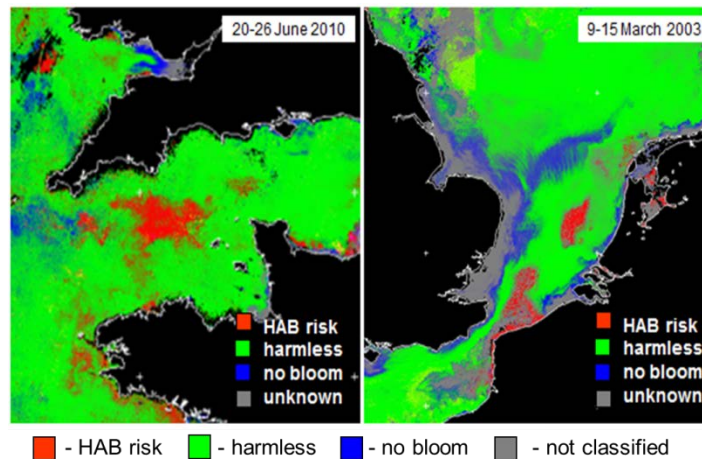 20-26 June 2010
HAB risk
harmless
no bloom
unknown
9-15 March 2003
HAB risk
harmless
no bloom
unknown
- HAB risk - harmless - no bloom - not classified